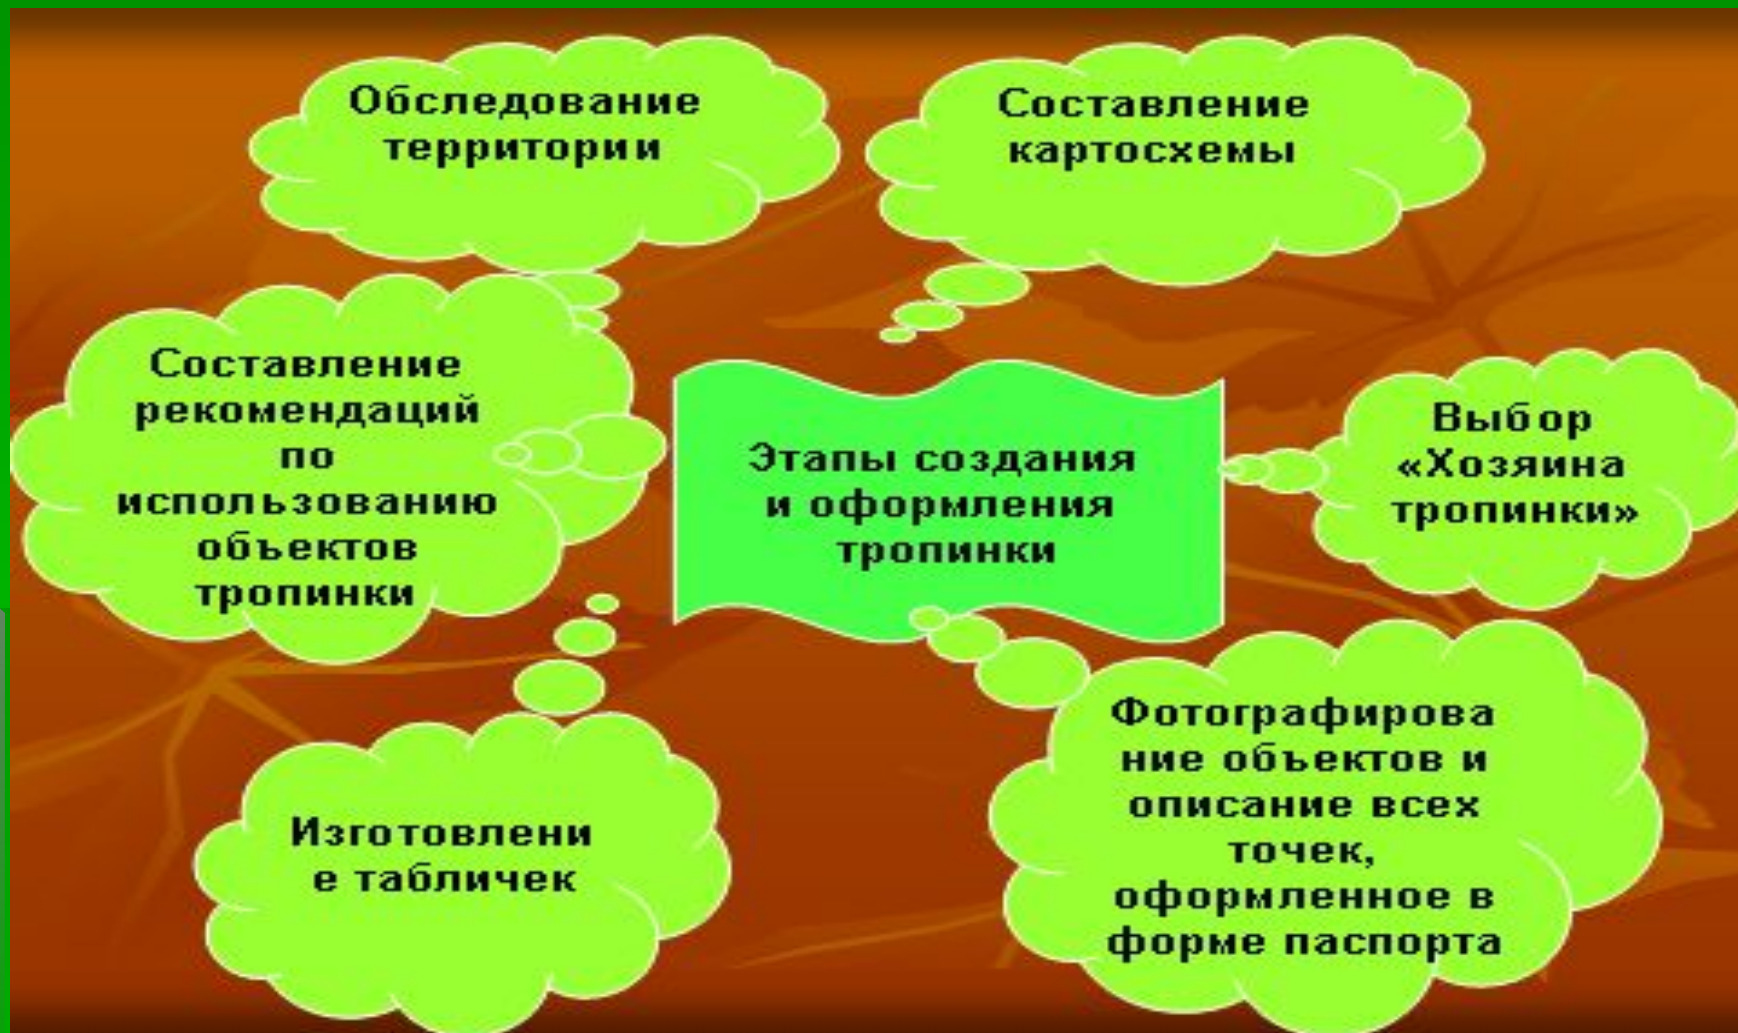 Обследование
территории
Составление
картосхемы
Составление
рекомендаций
по
использованию
объектов
тропинки
Этапы создания
и оформления
тропинки
Выбор
«Хозяина
тропинки»
Изготовлени
е табличек
Фотографирова
ние объектов и
описание всех
точек,
оформленное в
форме паспорта